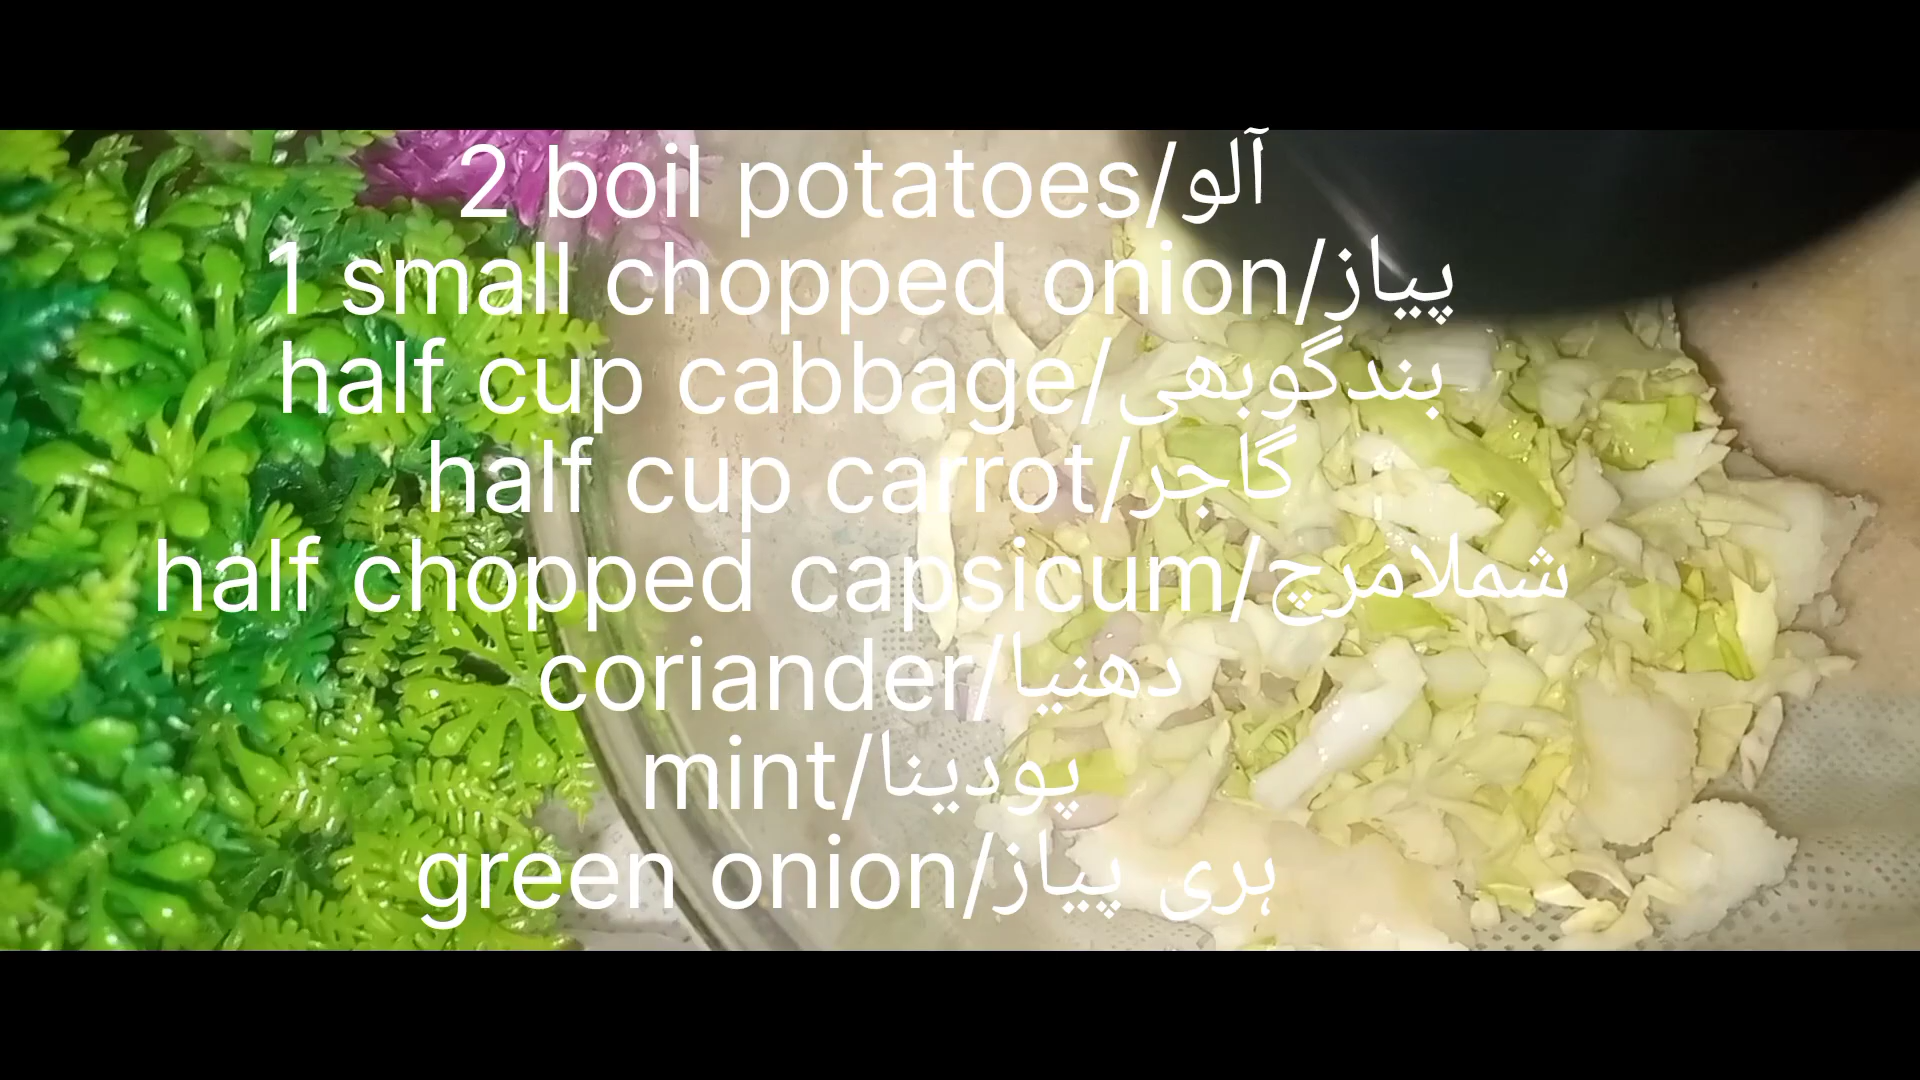 2 boil potatoes/آلو
1 small chopped onion/پیاز
half cup cabbage/بندگوبھی
half cup carrot/گاجر
half chopped capsicum/شملامرچ
coriander/دھنیا
mint/پودینا
green onion/ہری پیاز